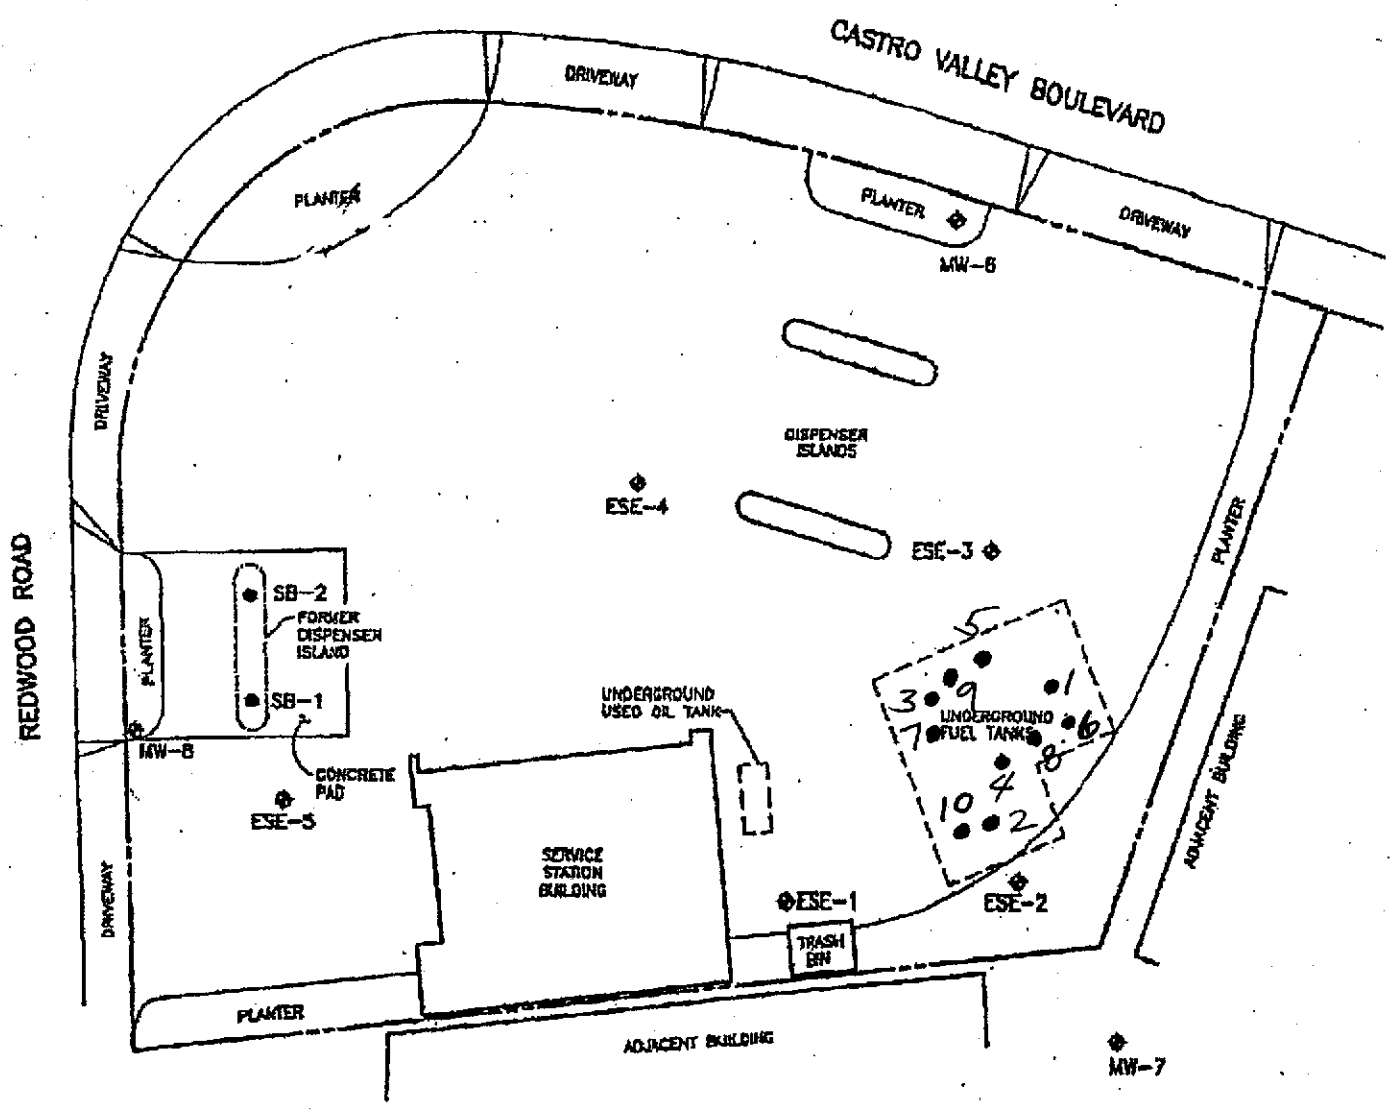 CASTRO VALLEY BOULEVARD
DRIVEWAY
PLANTER
PLANTER
DRIVEWAY
MW-6
DRIVEWAY
DISPENSER
ISLANDS
ESE-4
ESE-3
PLANTER
REDWOOD ROAD
SB-2
FORMER
DISPENSER
ISLAND
PLANTER
SB-1
MW-8
CONCRETE
PAD
ESE-5
UNDERGROUND
USED OIL TANK
5
3
9
1
UNDERGROUND
FUEL TANKS
7
6
8
4
10
2
ADJACENT BUILDING
SERVICE
STATION
BUILDING
DRIVEWAY
ESE-1
ESE-2
TRASH
BIN
PLANTER
ADJACENT BUILDING
MW-7